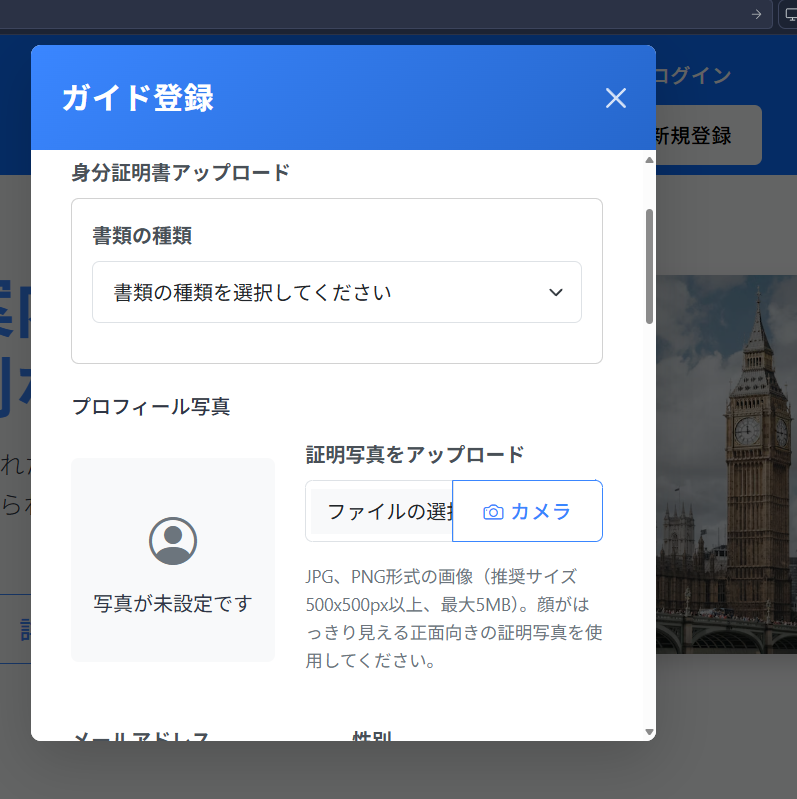 ガイド登録
ログイン
新規登録
身分証明書アップロード
書類の種類
書類の種類を選択してください
プロフィール写真
証明写真をアップロード
ファイルの選択
カメラ
写真が未設定です
JPG、PNG形式の画像（推奨サイズ
500x500px以上、最大5MB）。顔がは
っきり見える正面向きの証明写真を使
用してください。
メールアドレス
性別